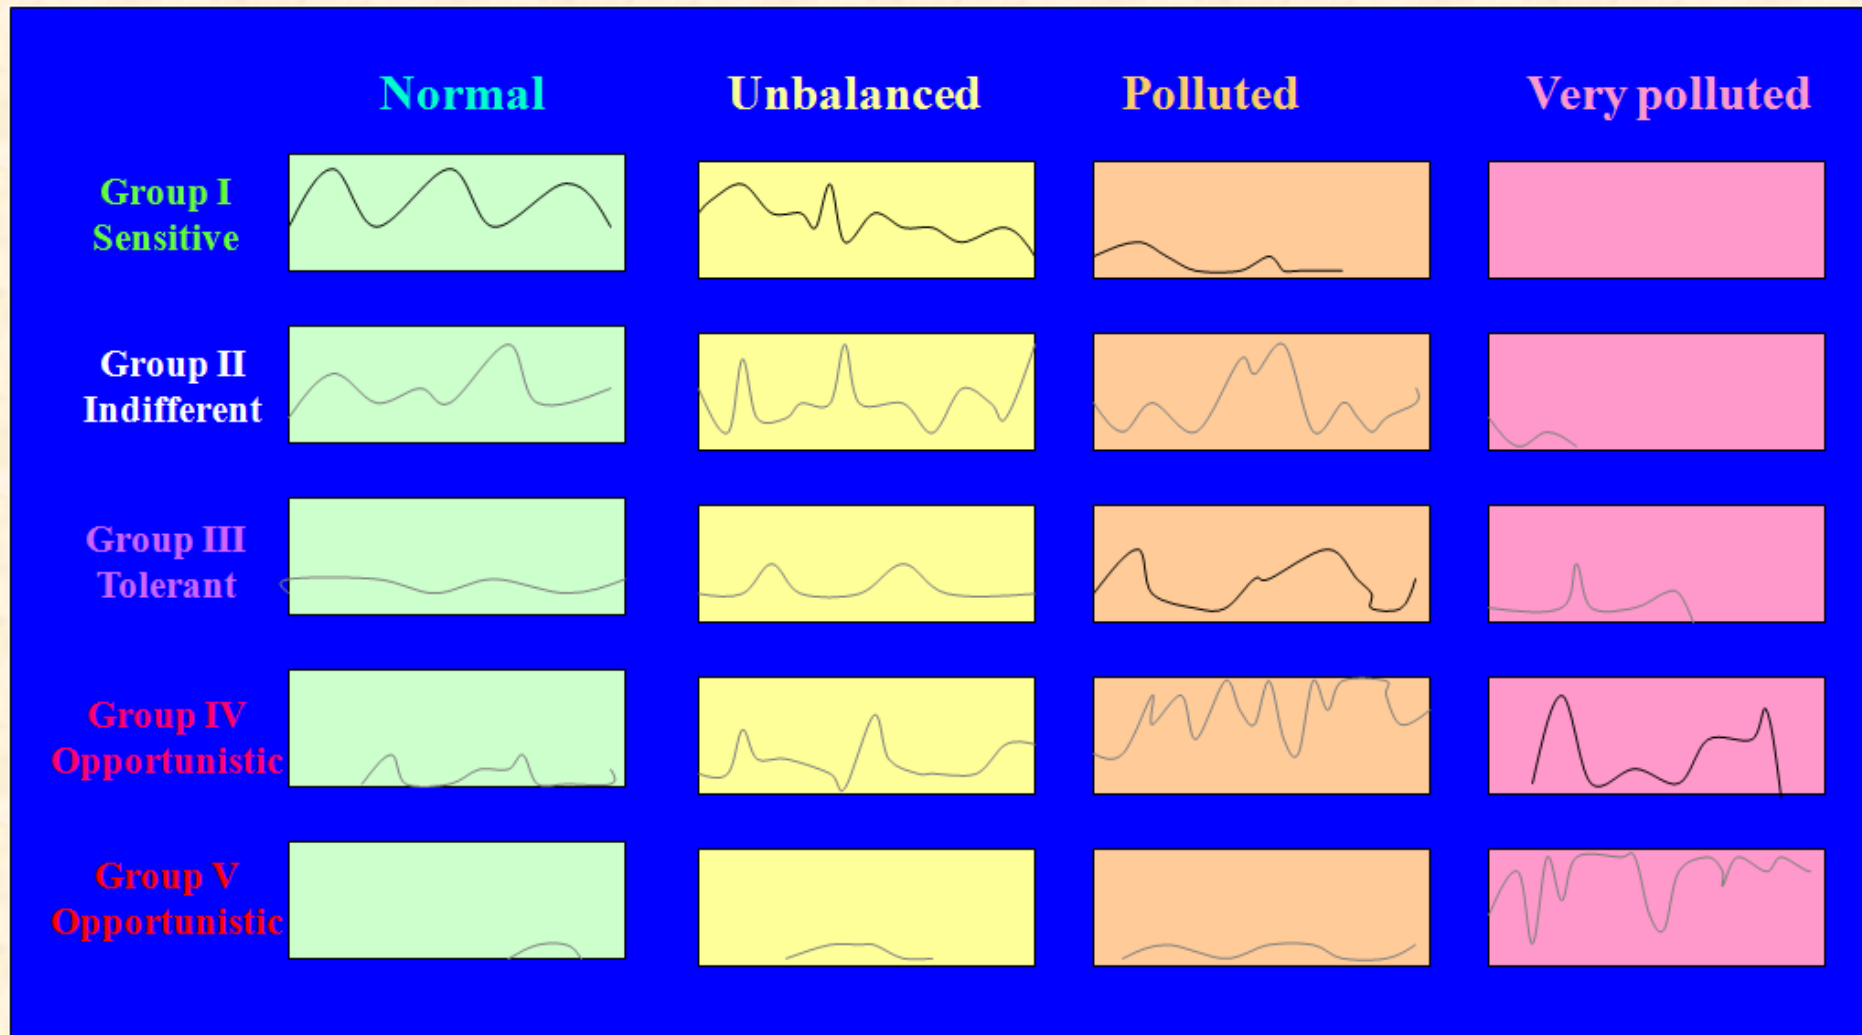 Normal
Unbalanced
Polluted
Very polluted
Group I
Sensitive
Group II
Indifferent
Group III
Tolerant
Group IV
Opportunistic
Group V
Opportunistic